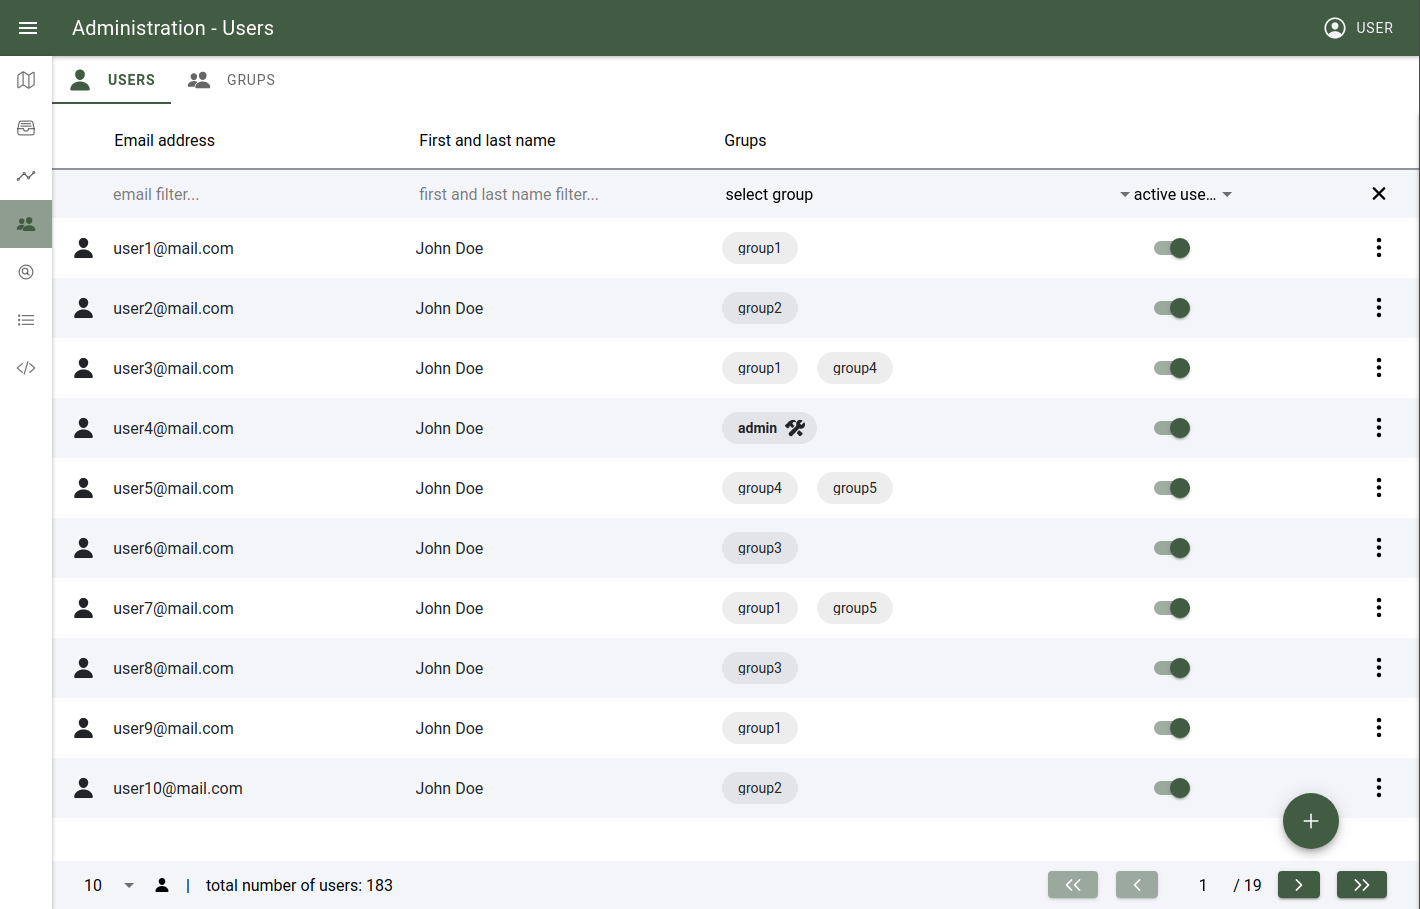 Administration - Users
USER
USERS
GRUPS
Email address First and last name Grups
email filter... first and last name filter... select group active use...
user1@mail.com John Doe group1
user2@mail.com John Doe group2
user3@mail.com John Doe group1 group4
user4@mail.com John Doe admin
user5@mail.com John Doe group4 group5
user6@mail.com John Doe group3
user7@mail.com John Doe group1 group5
user8@mail.com John Doe group3
user9@mail.com John Doe group1
user10@mail.com John Doe group2
10 | total number of users: 183 1 / 19